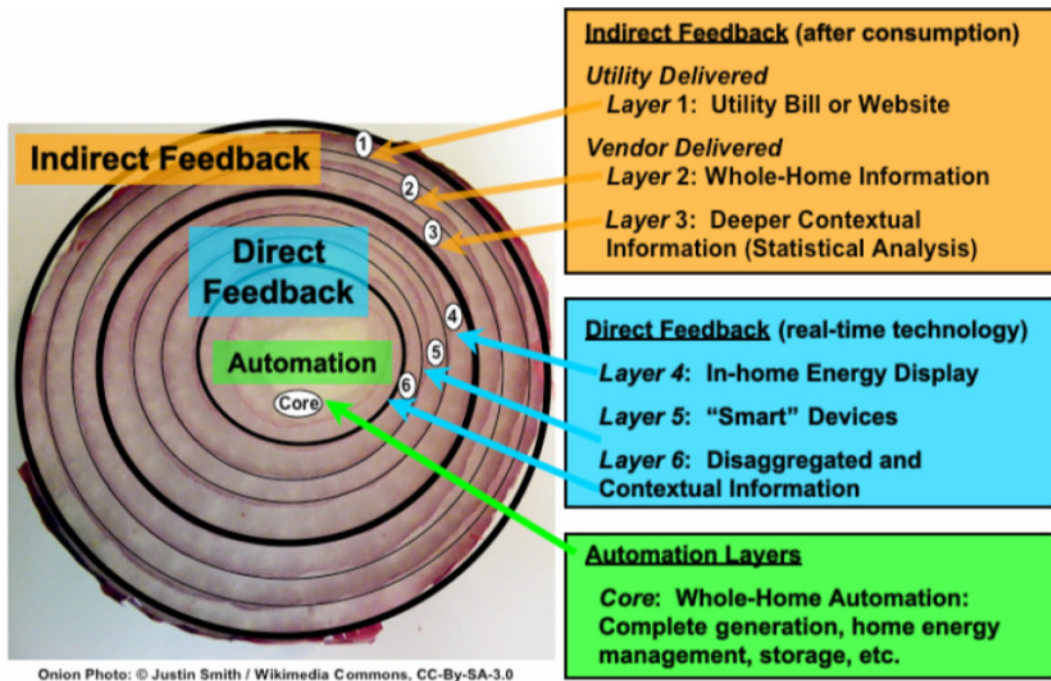 Indirect Feedback
Direct
Feedback
Automation
1
2
3
4
5
6
Core
Onion Photo: © Justin Smith / Wikimedia Commons, CC-By-SA-3.0
Indirect Feedback (after consumption)
Utility Delivered
Layer 1: Utility Bill or Website
Vendor Delivered
Layer 2: Whole-Home Information
Layer 3: Deeper Contextual
Information (Statistical Analysis)
Direct Feedback (real-time technology)
Layer 4: In-home Energy Display
Layer 5: “Smart” Devices
Layer 6: Disaggregated and
Contextual Information
Automation Layers
Core: Whole-Home Automation:
Complete generation, home energy
management, storage, etc.